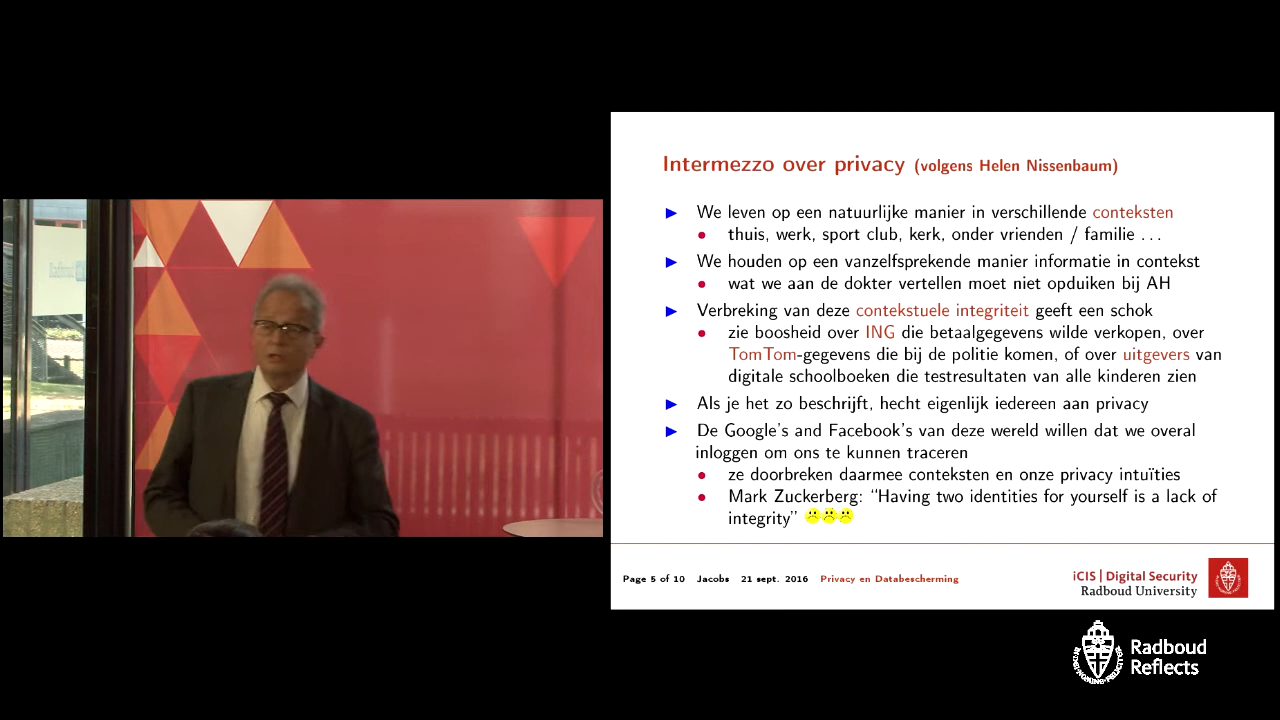 Intermezzo over privacy (volgens Helen Nissenbaum)
We leven op een natuurlijke manier in verschillende conteksten
thuis, werk, sport club, kerk, onder vrienden / familie ...
We houden op een vanzelfsprekende manier informatie in contekst
wat we aan de dokter vertellen moet niet opduiken bij AH
Verbreking van deze contekstuele integriteit geeft een schok
zie boosheid over ING die betaalgegevens wilde verkopen, over
TomTom-gegevens die bij de politie komen, of over uitgevers van
digitale schoolboeken die testresultaten van alle kinderen zien
Als je het zo beschrijft, hecht eigenlijk iedereen aan privacy
De Google's and Facebook's van deze wereld willen dat we overal
inloggen om ons te kunnen traceren
ze doorbreken daarmee conteksten en onze privacy intuïties
Mark Zuckerberg: “Having two identities for yourself is a lack of
integrity”
Page 5 of 10 Jacobs 21 sept. 2016 Privacy en Databescherming
iCIS | Digital Security
Radboud University
Radboud
Reflects